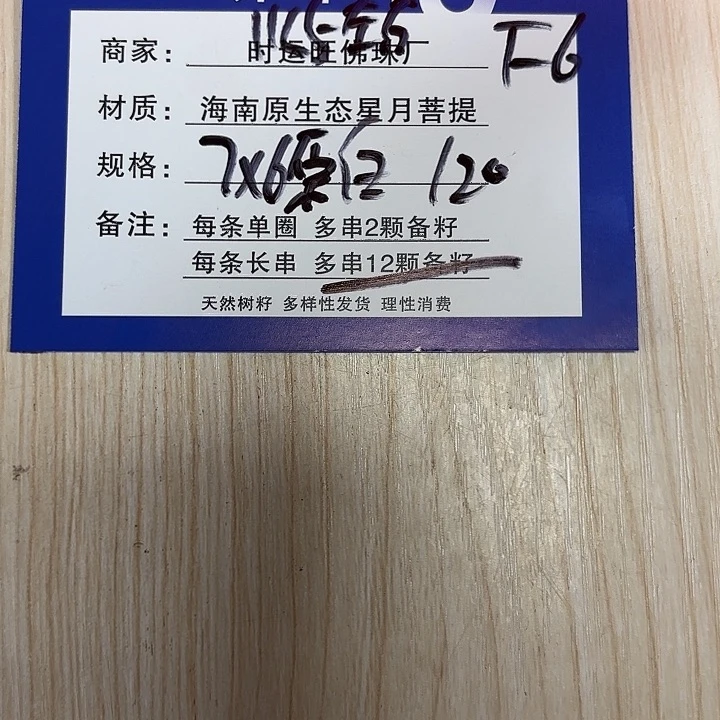 商家： 时运旺佛珠厂 T-6
材质： 海南原生态星月菩提
规格： 7x6 120
备注： 每条单圈 多串2颗备籽
每条长串 多串12颗备籽
天然树籽 多样性发货 理性消费